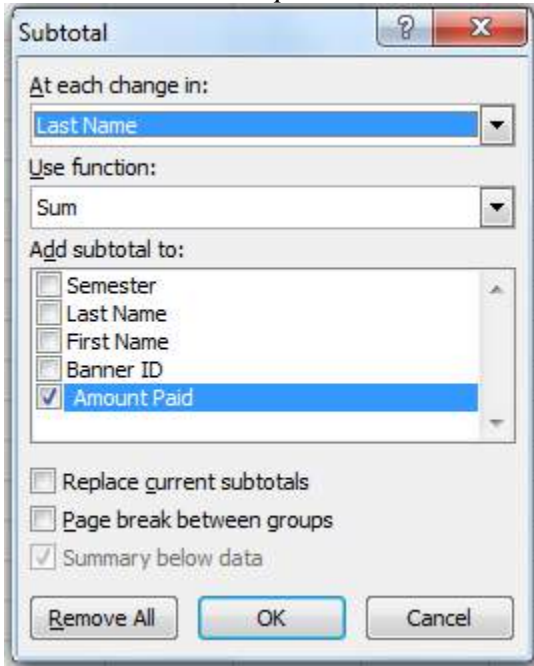 Subtotal
At each change in:
Last Name
Use function:
Sum
Add subtotal to:
Semester
Last Name
First Name
Banner ID
Amount Paid
Replace current subtotals
Page break between groups
Summary below data
Remove All OK Cancel